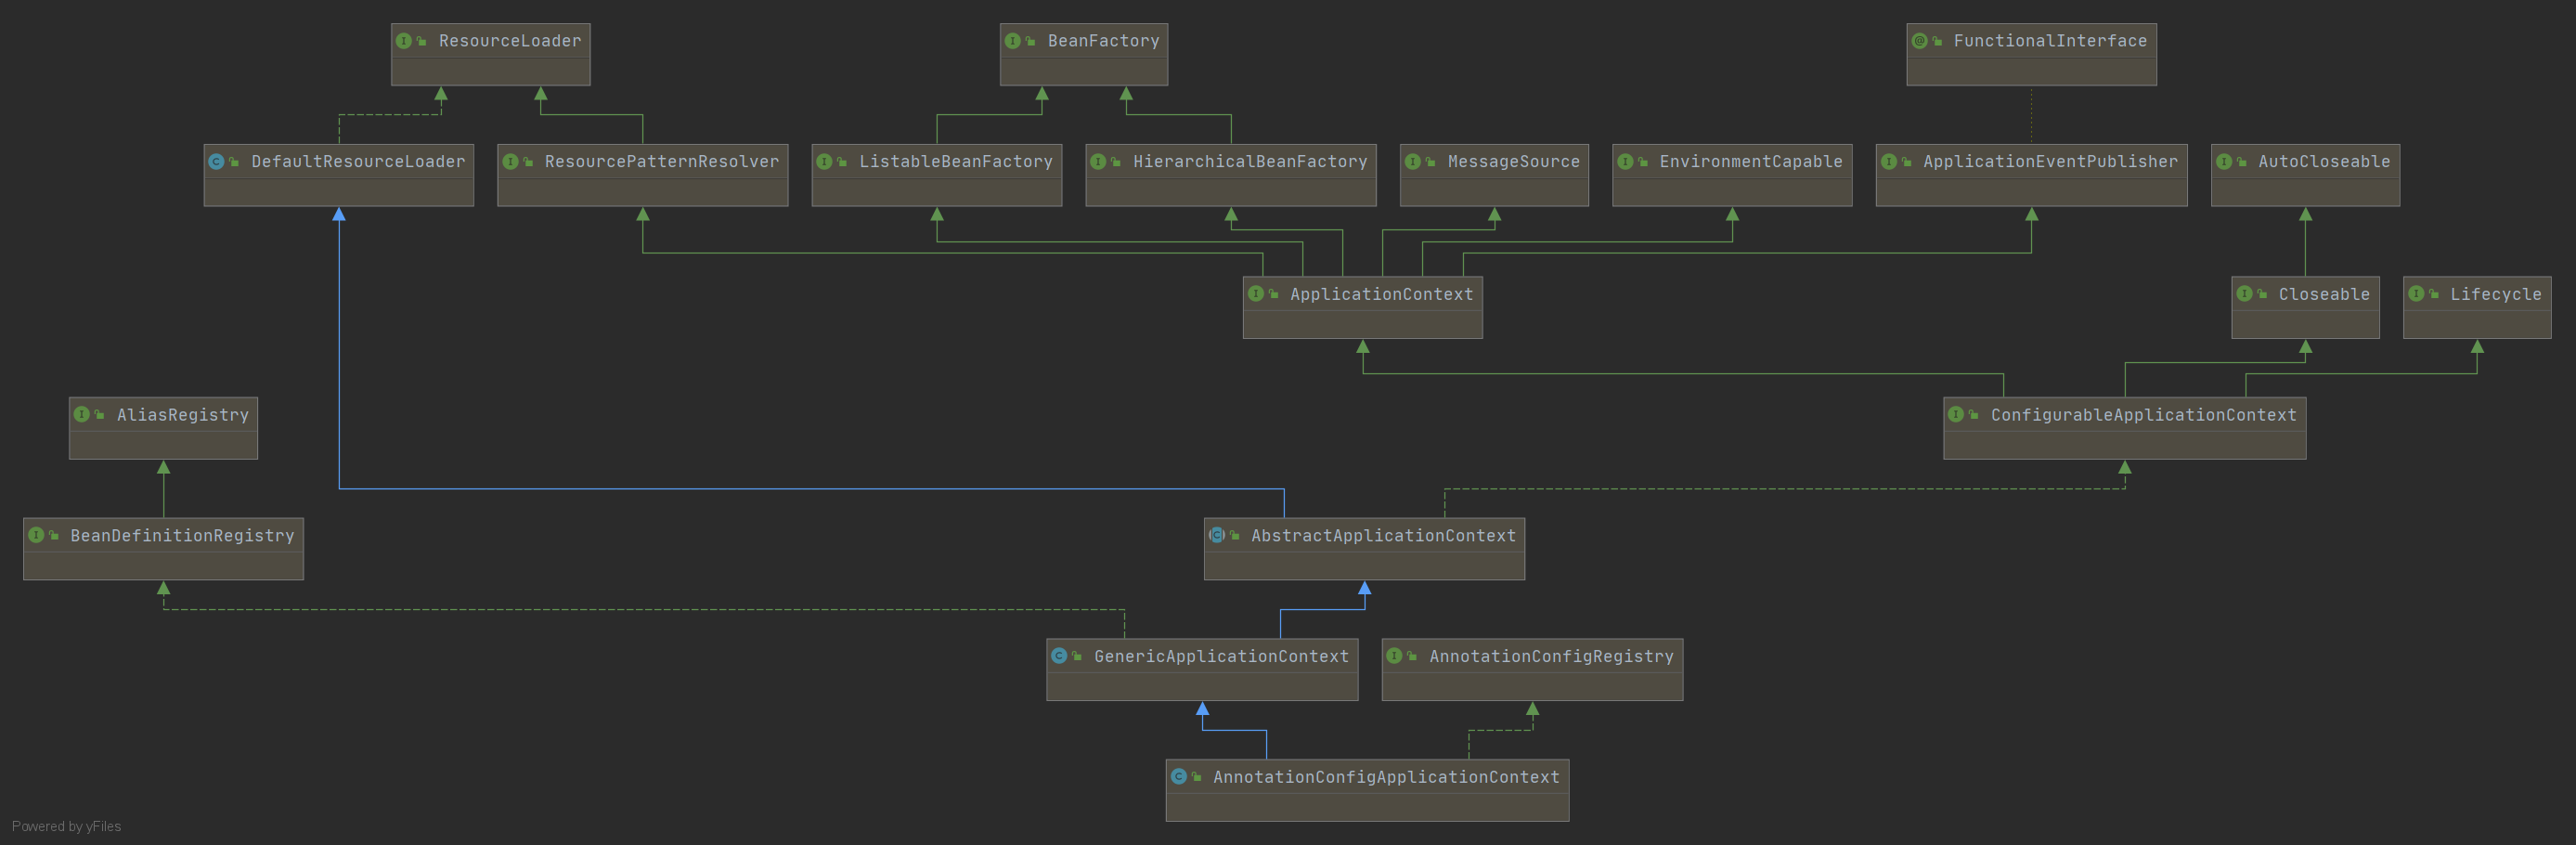 ResourceLoader
BeanFactory
FunctionalInterface
DefaultResourceLoader
ResourcePatternResolver
ListableBeanFactory
HierarchicalBeanFactory
MessageSource
EnvironmentCapable
ApplicationEventPublisher
AutoCloseable
ApplicationContext
Closeable
Lifecycle
AliasRegistry
ConfigurableApplicationContext
BeanDefinitionRegistry
AbstractApplicationContext
GenericApplicationContext
AnnotationConfigRegistry
AnnotationConfigApplicationContext
Powered by yFiles